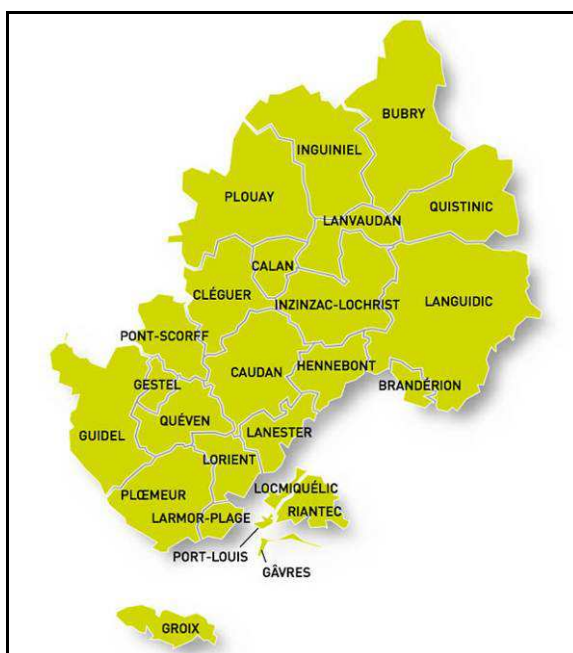 BUBRY
INGUINIEL
PLOUAY
LANVAUDAN
QUISTINIC
CALAN
CLÉGUER
INZINZAC-LOCHRIST
LANGUIDIC
PONT-SCORFF
HENNEBONT
CAUDAN
GESTEL
BRANDÉRION
QUÉVEN
GUIDEL
LANESTER
LORIENT
LOCMIQUÉLIC
PLŒMEUR
RIANTEC
LARMOR-PLAGE
PORT-LOUIS
GÂVRES
GROIX